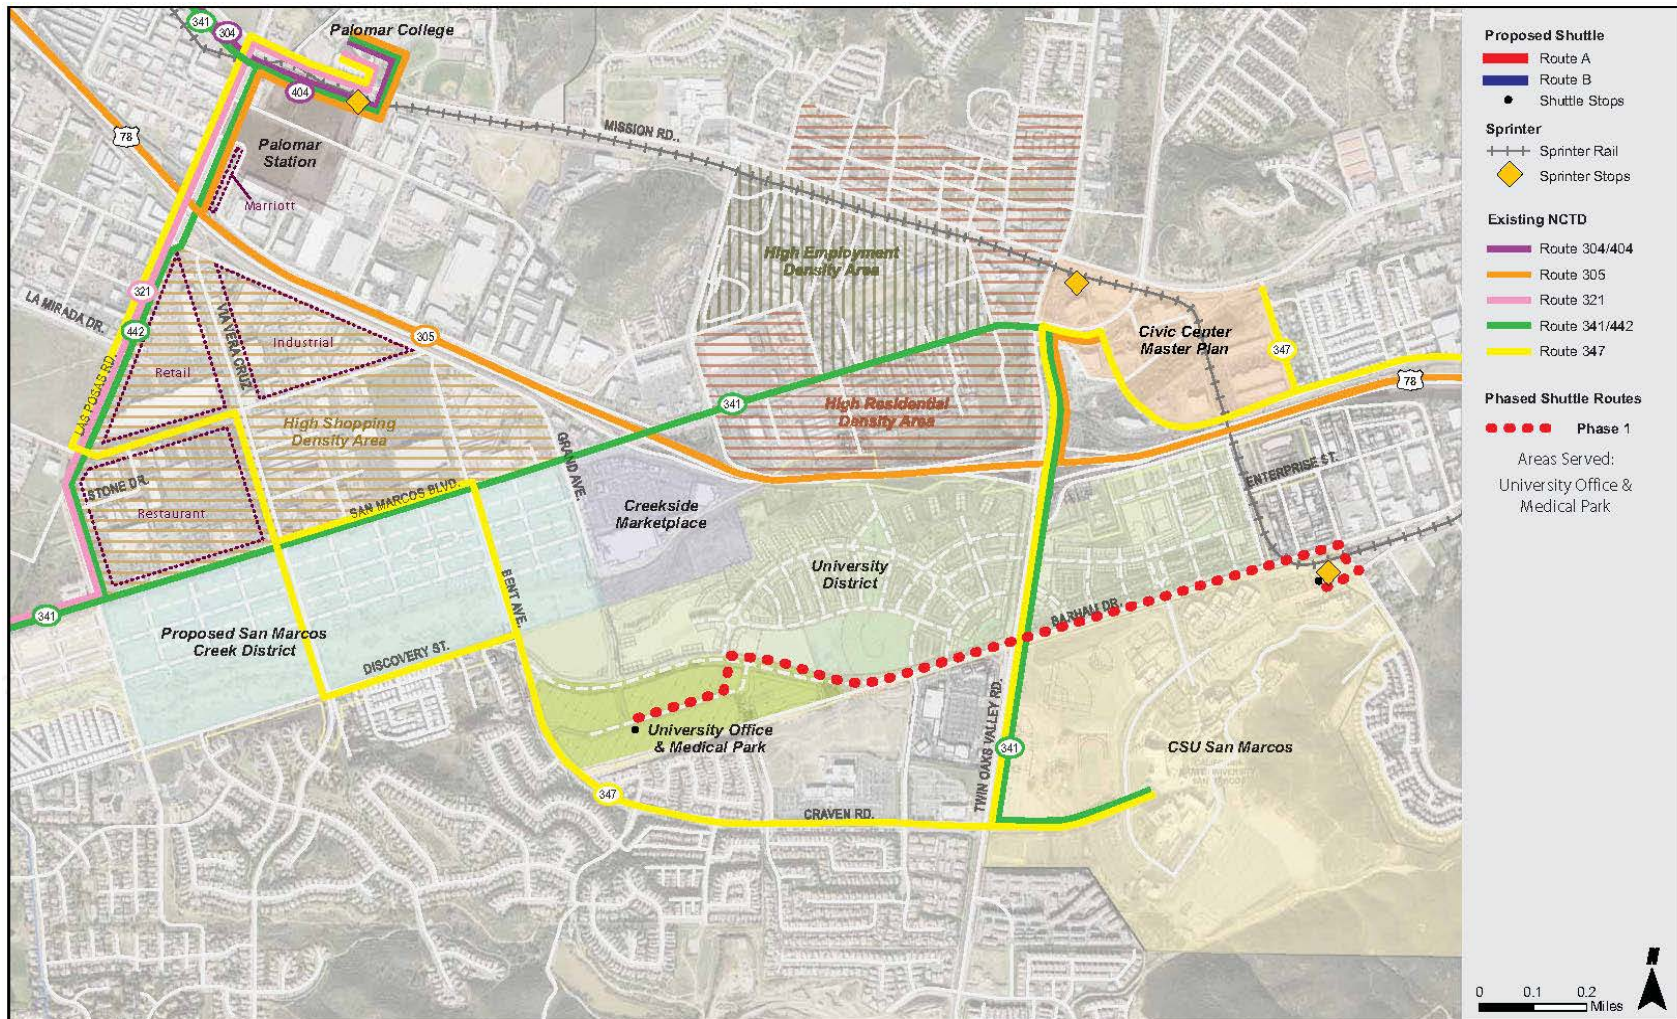 341
304
Palomar College
404
78
MISSION RD.
Palomar
Station
Marriott
High Employment
Density Area
321
LA MIRADA DR.
442
VIA VERA CRUZ
Industrial
305
Civic Center
Master Plan
347
LAS POSAS RD.
Retail
78
341
High Residential
Density Area
High Shopping
Density Area
GRAND AVE.
STONE DR.
SAN MARCOS BLVD.
ENTERPRISE ST.
Restaurant
Creekside
Marketplace
University
District
BENT AVE.
341
BARHAM DR.
Proposed San Marcos
Creek District
DISCOVERY ST.
University Office
& Medical Park
TWIN OAKS VALLEY RD.
341
CSU San Marcos
347
CRAVEN RD.
Proposed Shuttle
Route A
Route B
Shuttle Stops
Sprinter
Sprinter Rail
Sprinter Stops
Existing NCTD
Route 304/404
Route 305
Route 321
Route 341/442
Route 347
Phased Shuttle Routes
Phase 1
Areas Served:
University Office &
Medical Park
N
0 0.1 0.2
Miles